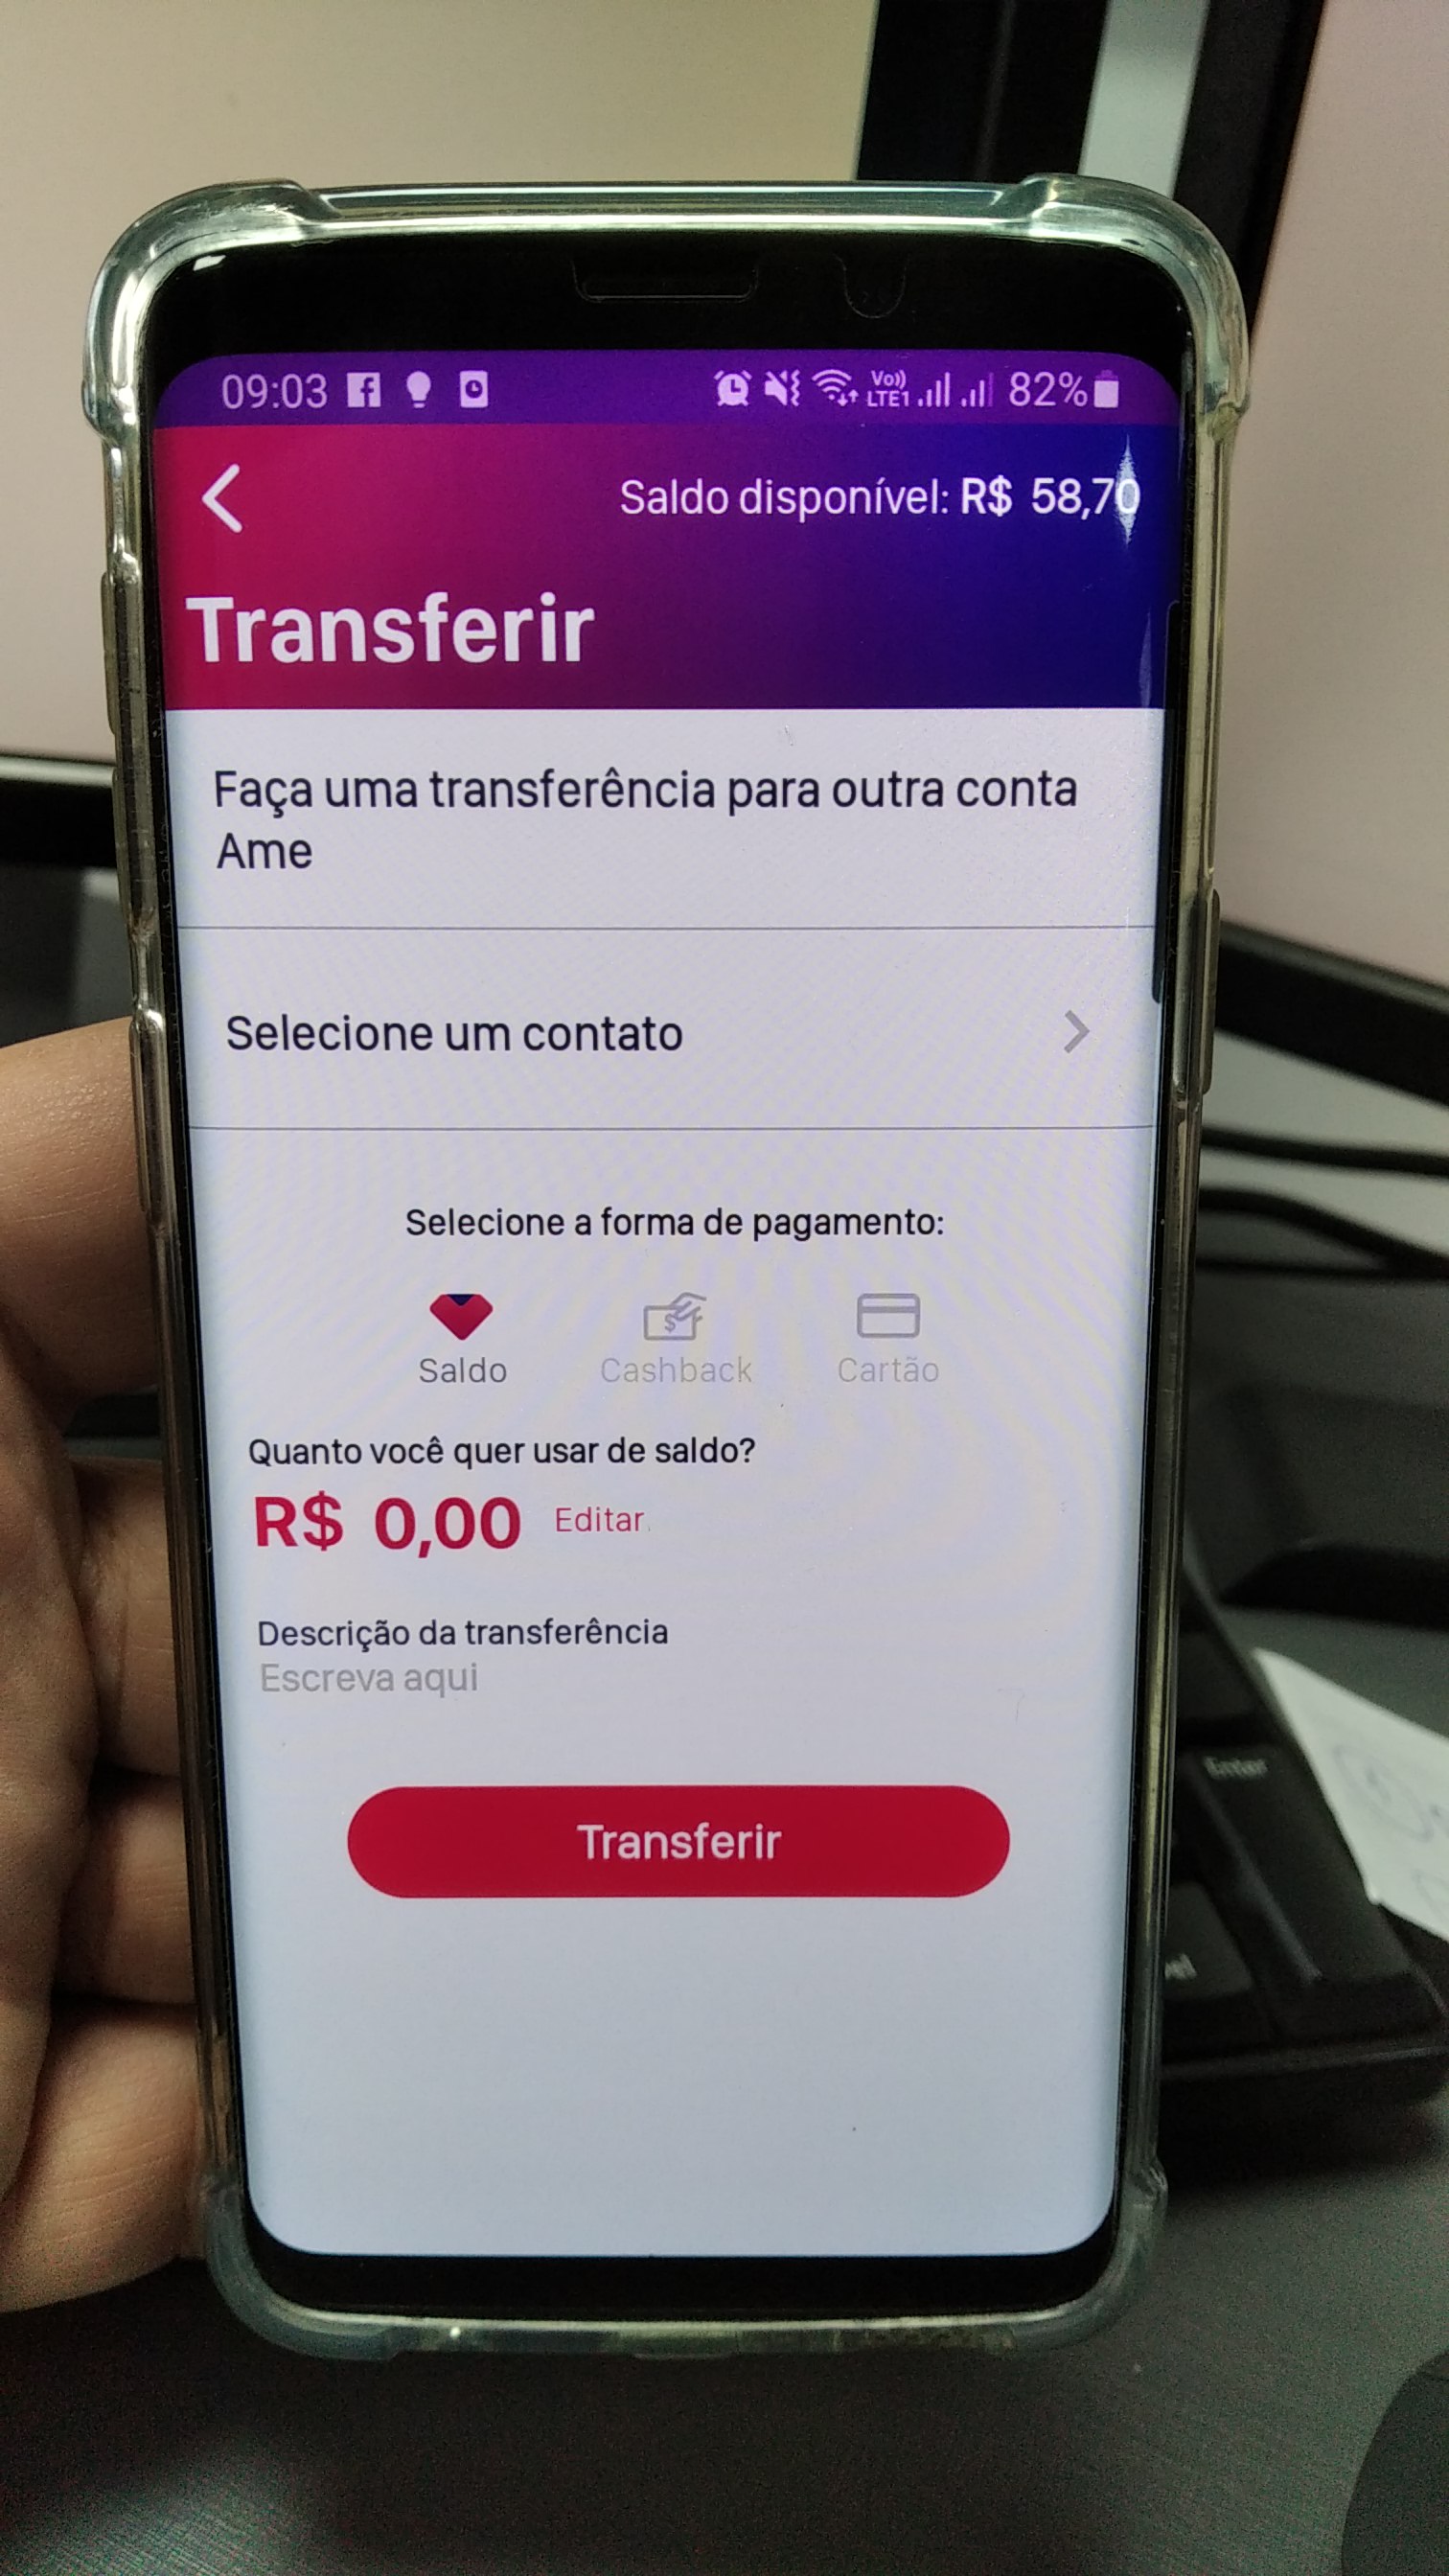 09:03 Vo)) LTE1 82%
Saldo disponível: R$ 58,70
Transferir
Faça uma transferência para outra conta
Ame
Selecione um contato
Selecione a forma de pagamento:
Saldo Cashback Cartão
Quanto você quer usar de saldo?
R$ 0,00 Editar
Descrição da transferência
Escreva aqui
Transferir
Enter